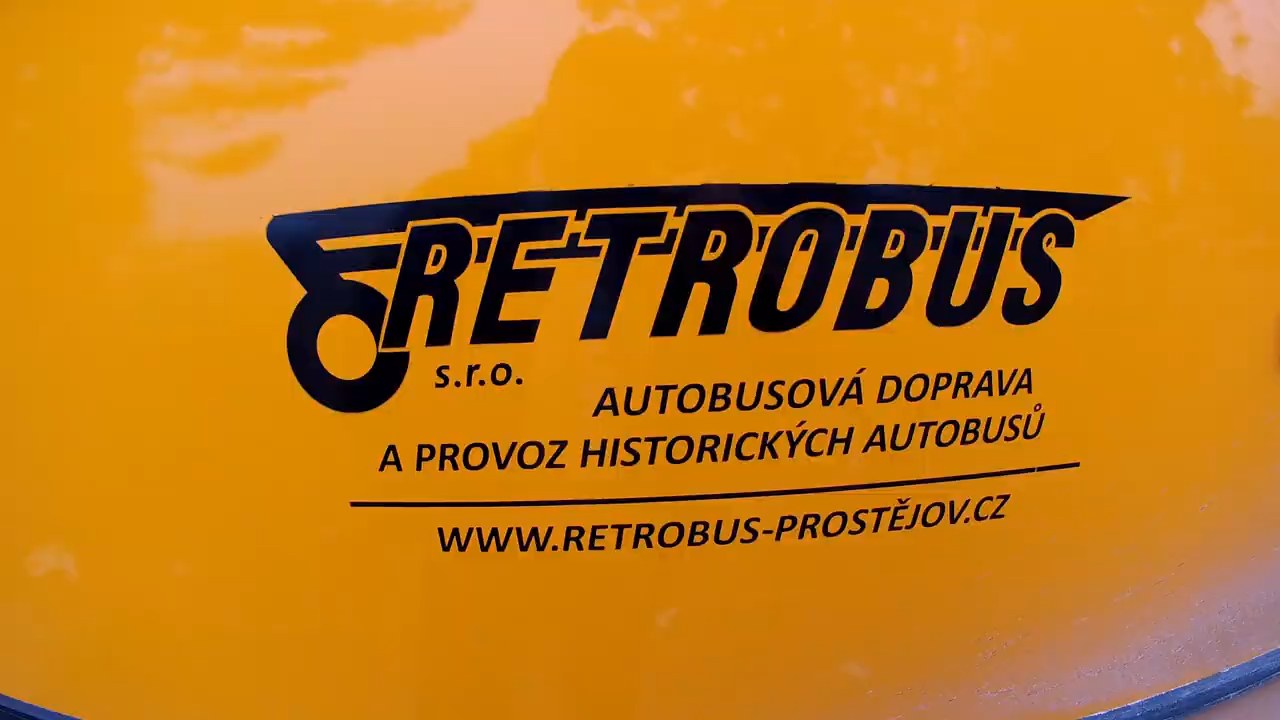 RETROBUS
s.r.o.
AUTOBUSOVÁ DOPRAVA
A PROVOZ HISTORICKÝCH AUTOBUSŮ
WWW.RETROBUS-PROSTĚJOV.CZ